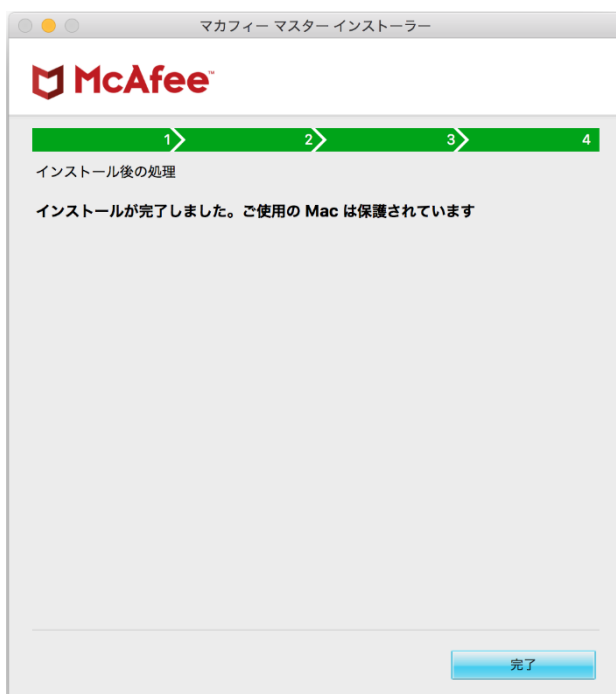 マカフィー マスター インストーラー
McAfee™
1 2 3 4
インストール後の処理
インストールが完了しました。ご使用の Mac は保護されています
完了